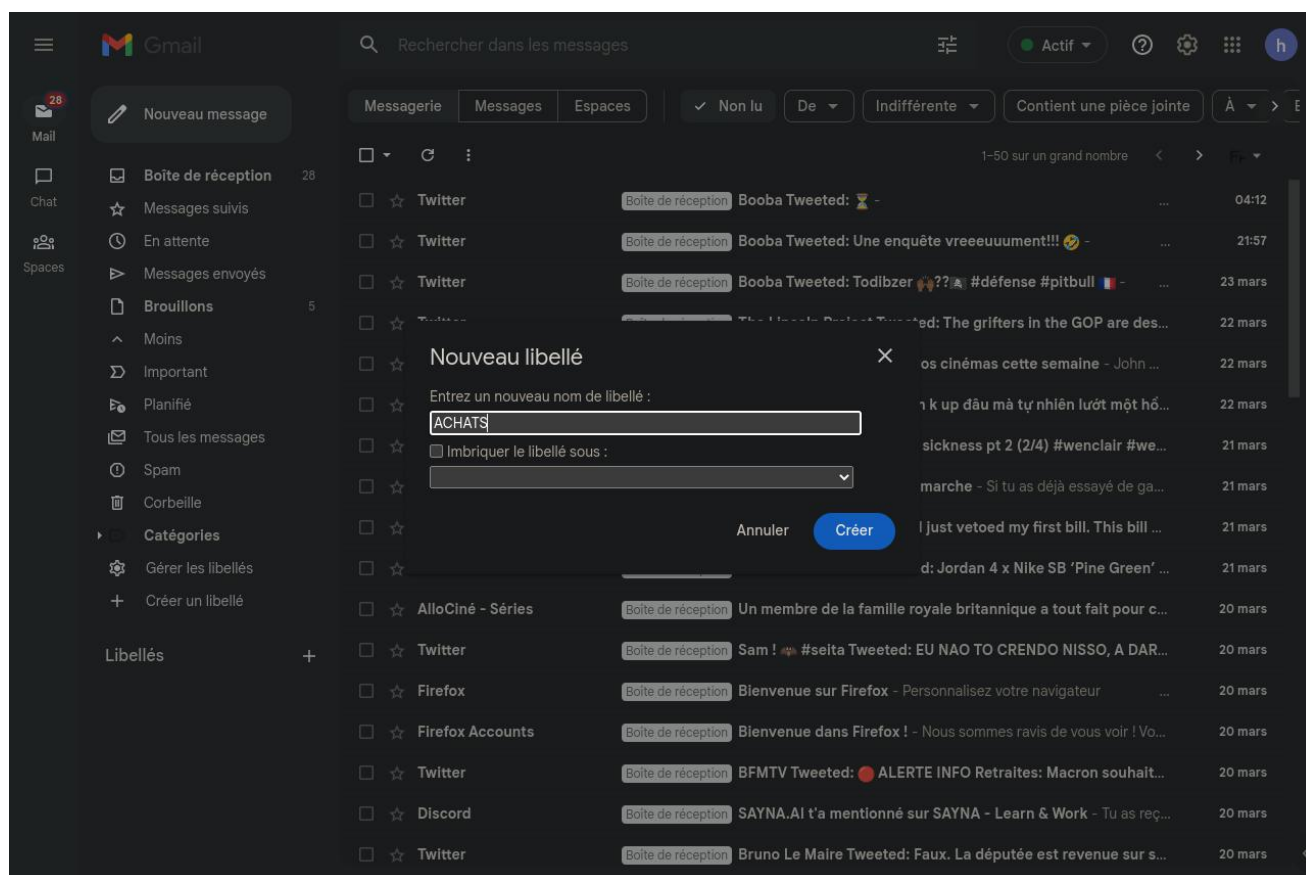 Gmail
Rechercher dans les messages
Actif
h
28
Mail
Chat
Spaces
Nouveau message
Boîte de réception 28
Messages suivis
En attente
Messages envoyés
Brouillons 5
Moins
Important
Planifié
Tous les messages
Spam
Corbeille
Catégories
Gérer les libellés
Créer un libellé
Libellés
Messagerie Messages Espaces Non lu De Indifférente Contient une pièce jointe À
1–50 sur un grand nombre
Twitter Boîte de réception Booba Tweeted: ⏳ - ... 04:12
Twitter Boîte de réception Booba Tweeted: Une enquête vreeeuuument!!! 🤣 - ... 21:57
Twitter Boîte de réception Booba Tweeted: Todibzer 🙌🏾??🏴‍☠️ #défense #pitbull 🇫🇷 - ... 23 mars
Twitter The Lincoln Project Tweeted: The grifters in the GOP are des... 22 mars
os cinémas cette semaine - John ... 22 mars
k up đâu mà tự nhiên lướt một hố... 22 mars
sickness pt 2 (2/4) #wenclair #we... 21 mars
marche - Si tu as déjà essayé de ga... 21 mars
I just vetoed my first bill. This bill ... 21 mars
d: Jordan 4 x Nike SB ‘Pine Green’ ... 21 mars
AlloCiné - Séries Boîte de réception Un membre de la famille royale britannique a tout fait pour c... 20 mars
Twitter Boîte de réception Sam ! 🦇 #seita Tweeted: EU NAO TO CRENDO NISSO, A DAR... 20 mars
Firefox Boîte de réception Bienvenue sur Firefox - Personnalisez votre navigateur ... 20 mars
Firefox Accounts Boîte de réception Bienvenue dans Firefox ! - Nous sommes ravis de vous voir ! Vo... 20 mars
Twitter Boîte de réception BFMTV Tweeted: 🔴 ALERTE INFO Retraites: Macron souhait... 20 mars
Discord Boîte de réception SAYNA.AI t'a mentionné sur SAYNA - Learn & Work - Tu as reç... 20 mars
Twitter Boîte de réception Bruno Le Maire Tweeted: Faux. La députée est revenue sur s... 20 mars
Nouveau libellé
Entrez un nouveau nom de libellé :
ACHATS
Imbriquer le libellé sous :
Annuler Créer